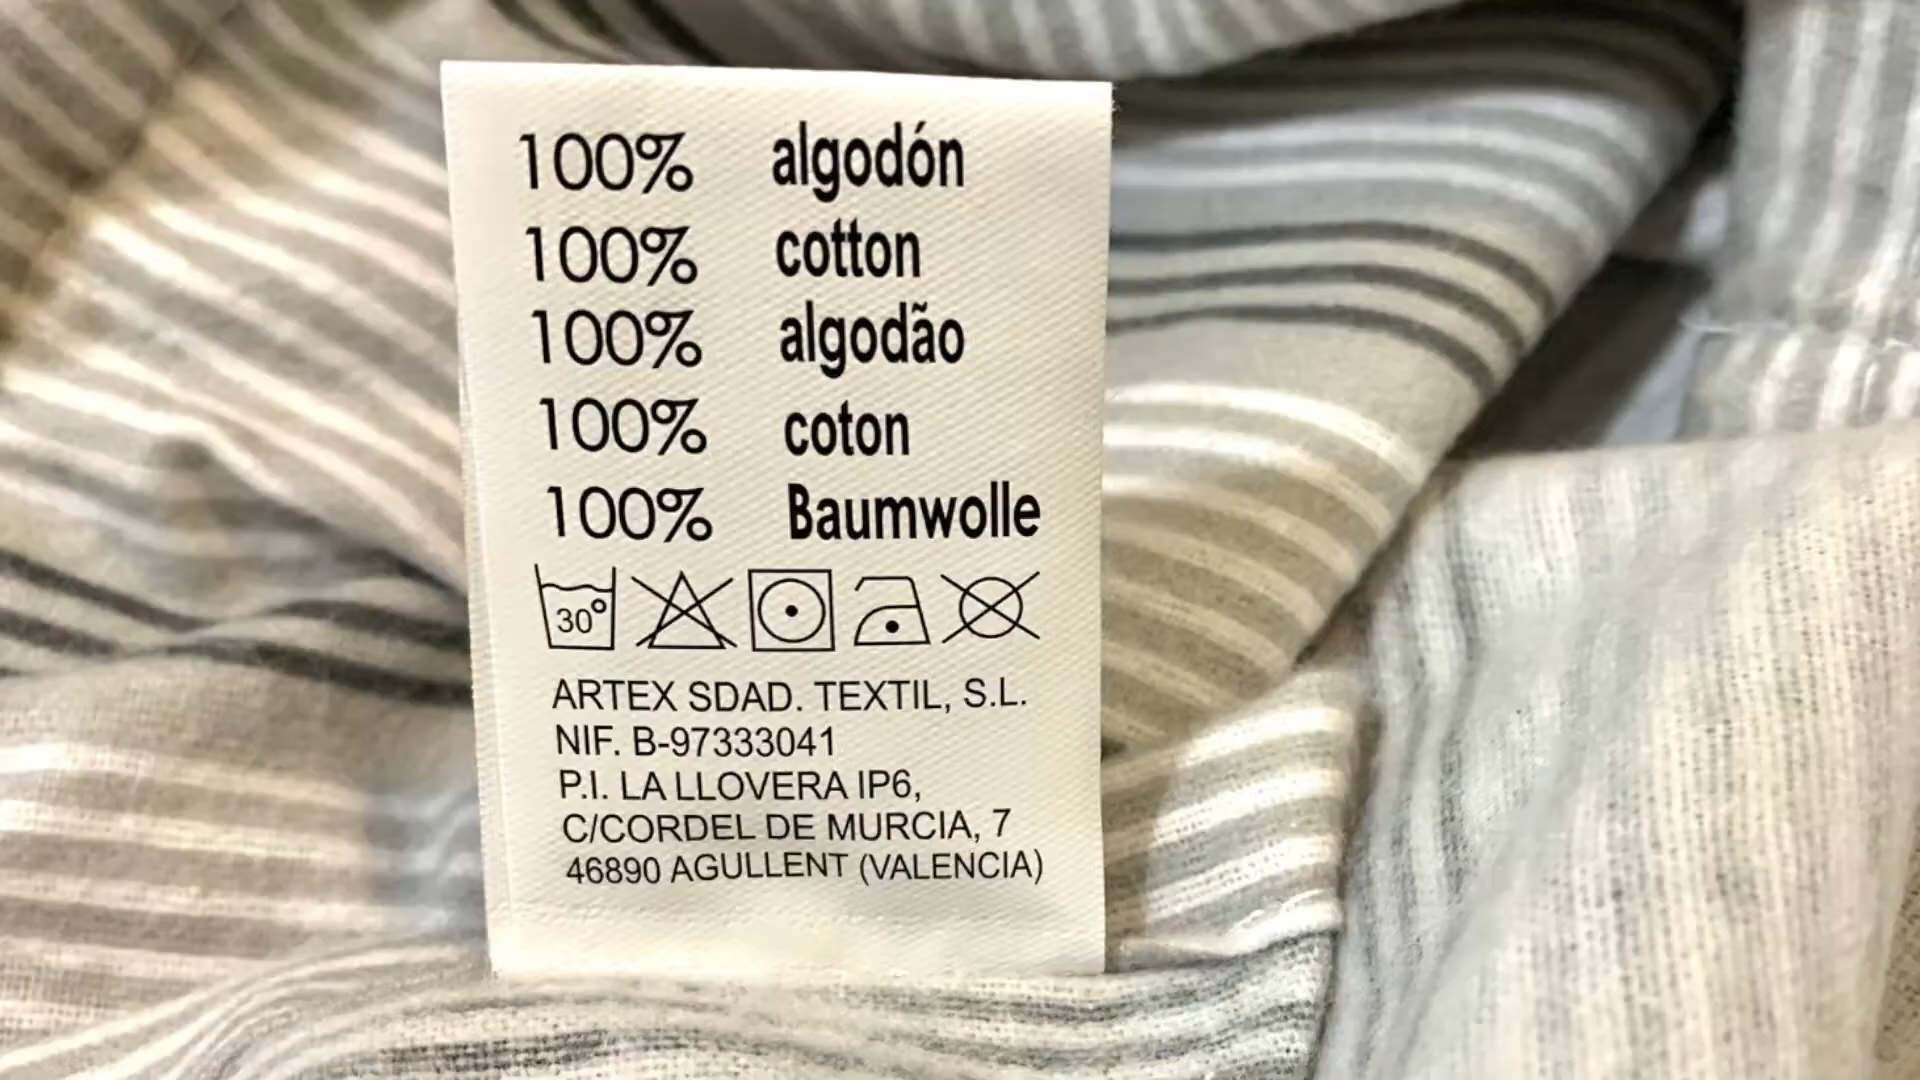 100% algodón
100% cotton
100% algodão
100% coton
100% Baumwolle
30°
ARTEX SDAD. TEXTIL, S.L.
NIF. B-97333041
P.I. LA LLOVERA IP6,
C/CORDEL DE MURCIA, 7
46890 AGULLENT (VALENCIA)